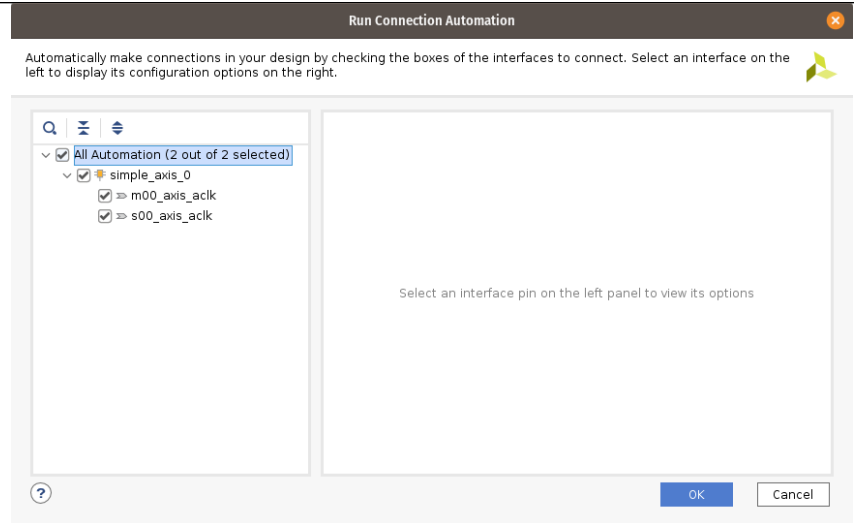 Run Connection Automation
Automatically make connections in your design by checking the boxes of the interfaces to connect. Select an interface on the
left to display its configuration options on the right.
All Automation (2 out of 2 selected)
simple_axis_0
m00_axis_aclk
s00_axis_aclk
Select an interface pin on the left panel to view its options
?
OK
Cancel